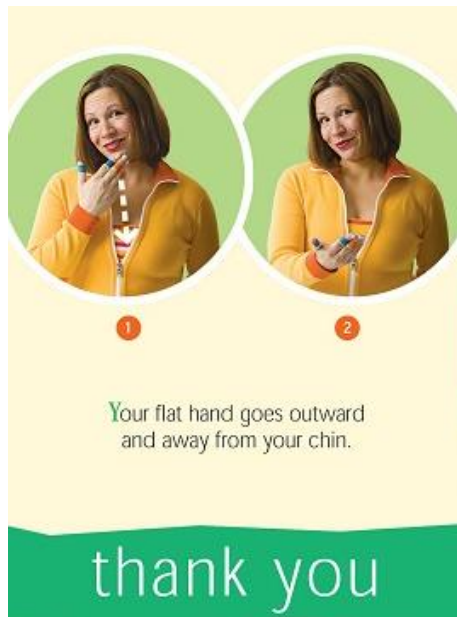 1
2
Your flat hand goes outward
and away from your chin.
thank you